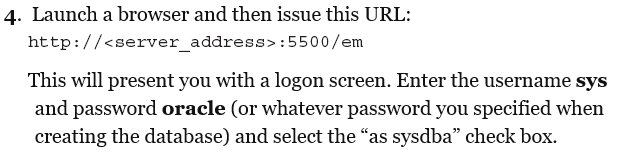 4. Launch a browser and then issue this URL:
http://<server_address>:5500/em
This will present you with a logon screen. Enter the username sys
and password oracle (or whatever password you specified when
creating the database) and select the “as sysdba” check box.